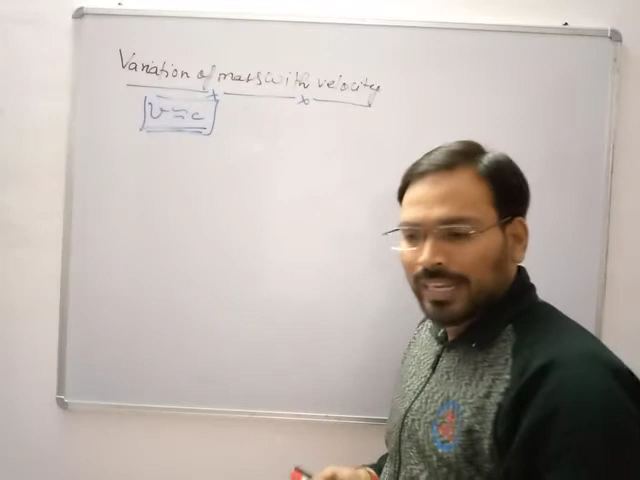 Variation of mass with velocity
v ≃ c